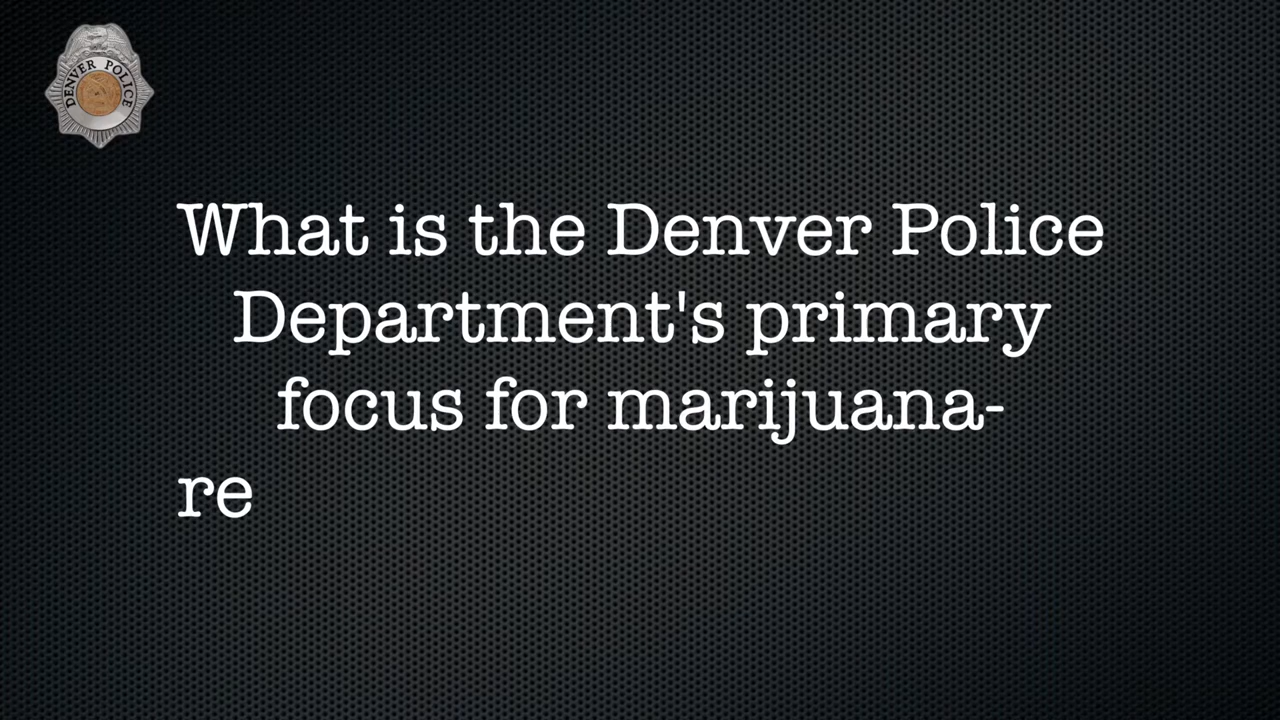 DENVER POLICE
What is the Denver Police
Department's primary
focus for marijuana-
re